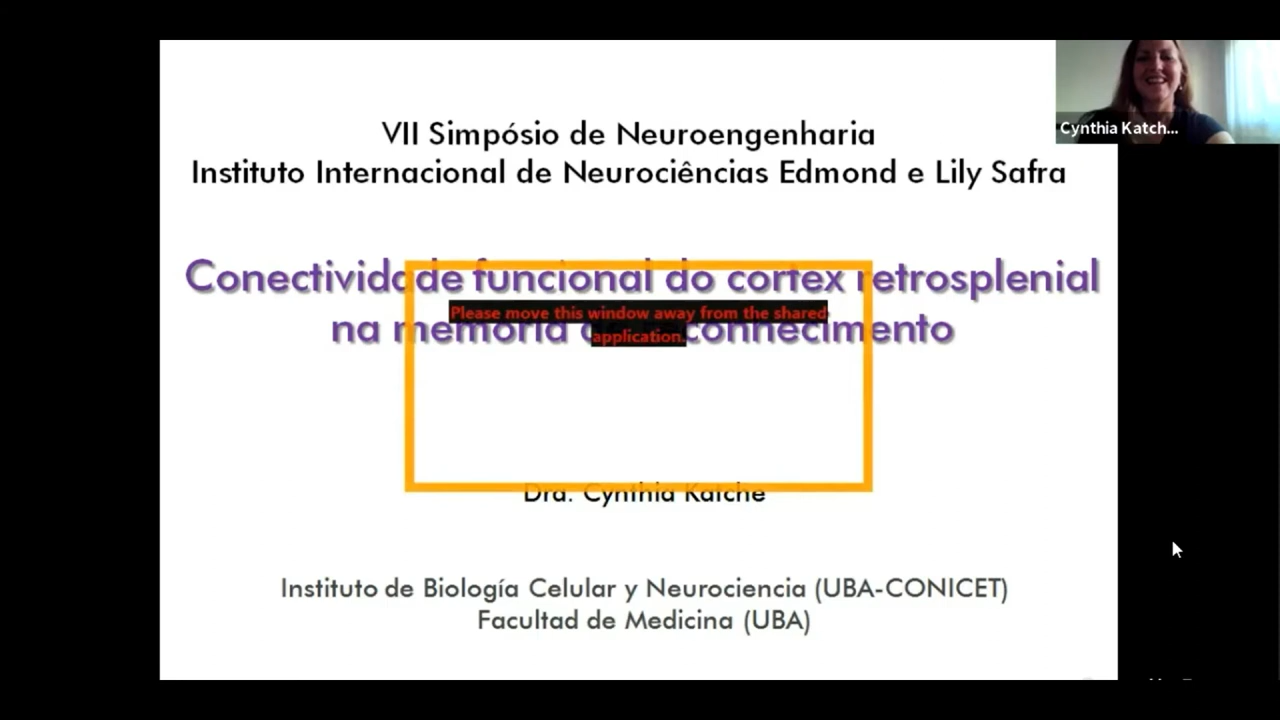 VII Simpósio de Neuroengenharia
Instituto Internacional de Neurociências Edmond e Lily Safra
Cynthia Katch...
Conectividade funcional do cortex retrosplenial
na memoria connhecimento
Please move this window away from the shared
application.
Dra. Cynthia Katche
Instituto de Biología Celular y Neurociencia (UBA-CONICET)
Facultad de Medicina (UBA)